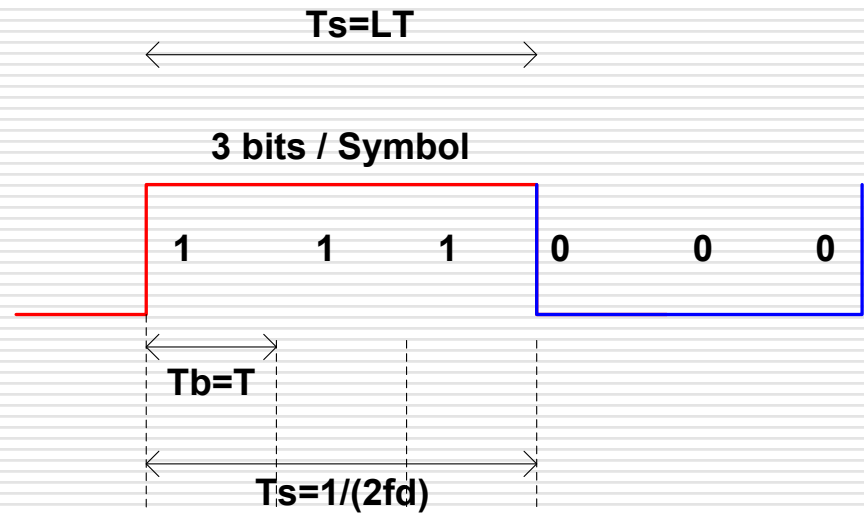 Ts=LT
3 bits / Symbol
1 1 1 0 0 0
Tb=T
Ts=1/(2fd)